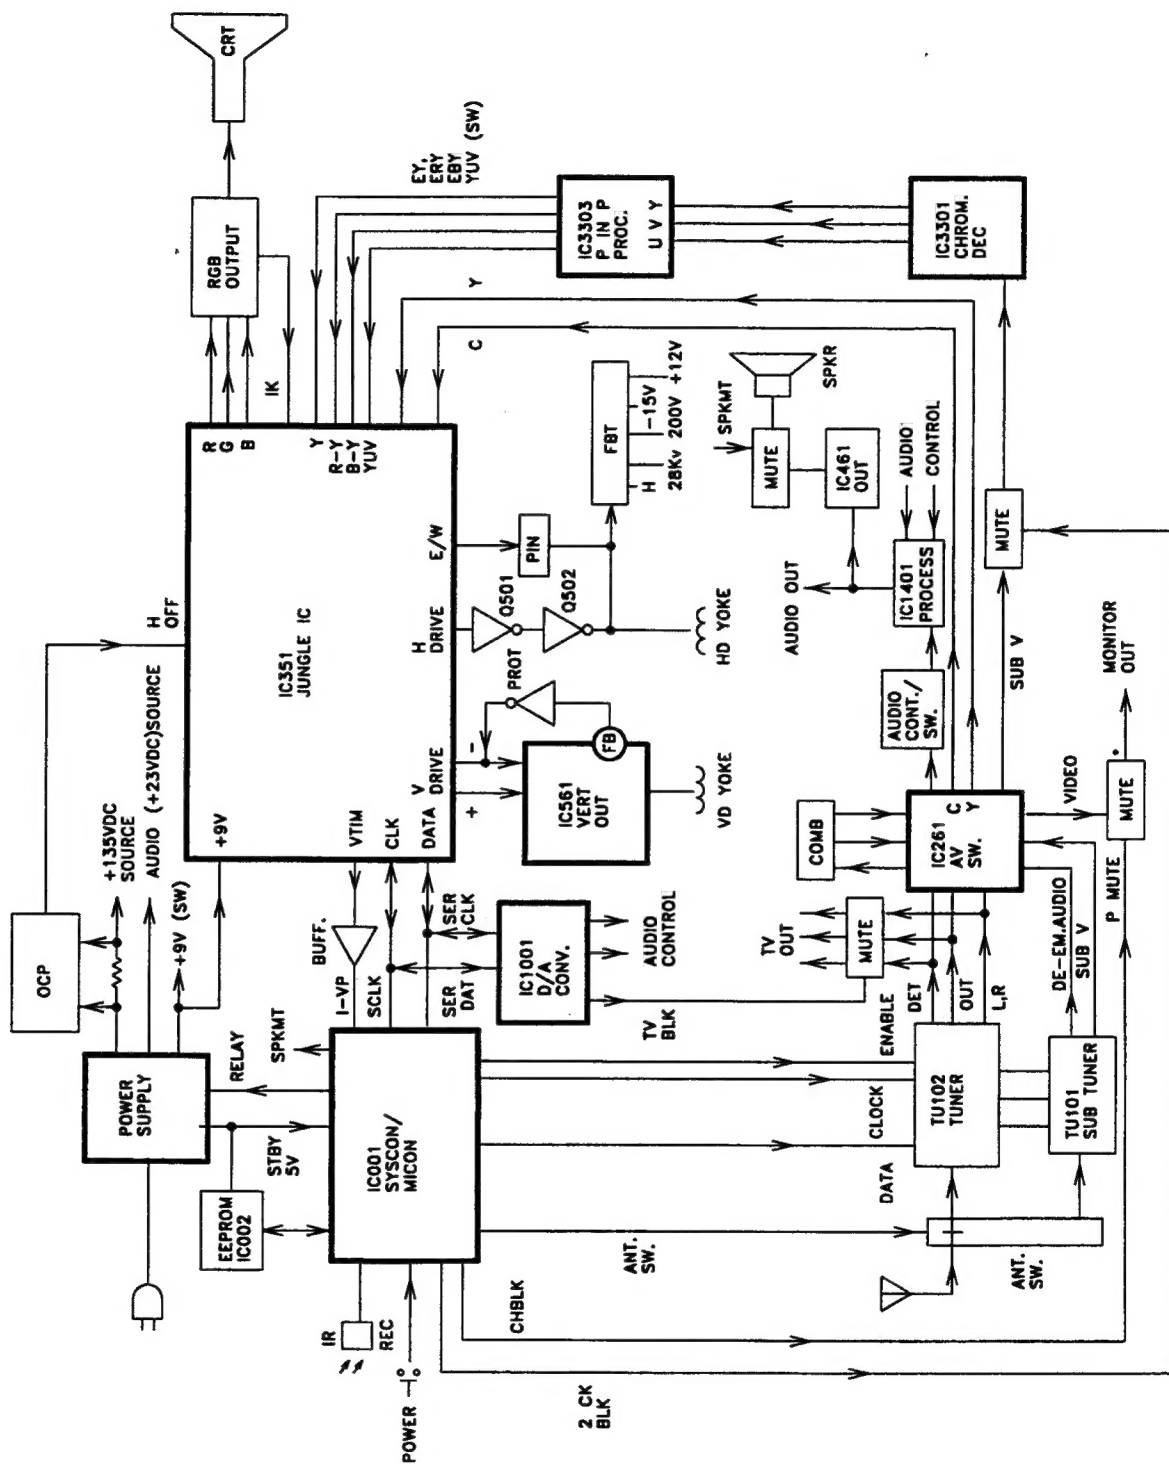 CRT
RGB
OUTPUT
IK
EY,
ERY
EBY
YUV (SW)
IC3303
P IN P
PROC.
U V Y
IC3301
CHROM.
DEC
R
G
B
Y
R-Y
B-Y
YUV
Y
C
H
OFF
IC351
JUNGLE IC
E/W
H
DRIVE
V
DRIVE
+9V
VTIM
CLK
DATA
PIN
Q501
Q502
FBT
H
28Kv
200V
-15V
+12V
HD YOKE
PROT
-
+
FB
IC561
VERT
OUT
VD YOKE
SPKMT
MUTE
SPKR
IC461
OUT
AUDIO OUT
IC1401
PROCESS
AUDIO
CONTROL
AUDIO
CONT./
SW.
MUTE
SUB V
OCP
+135VDC
SOURCE
AUDIO (+23VDC)SOURCE
+9V (SW)
POWER
SUPPLY
RELAY
SPKMT
STBY
5V
EEPROM
IC002
BUFF.
I-VP
SCLK
SER
DAT
SER
CLK
IC1001
D/A
CONV.
AUDIO
CONTROL
TV
BLK
IC001
SYSCON/
MICON
IR
REC
POWER
CHBLK
2 CK
BLK
ANT.
SW.
ANT.
SW.
DATA
CLOCK
ENABLE
TU102
TUNER
TU101
SUB TUNER
DET
OUT
L,R
DE-EM.AUDIO
SUB V
TV
OUT
MUTE
COMB
IC261
AV
SW.
C
Y
VIDEO
MUTE
P MUTE
MONITOR
OUT